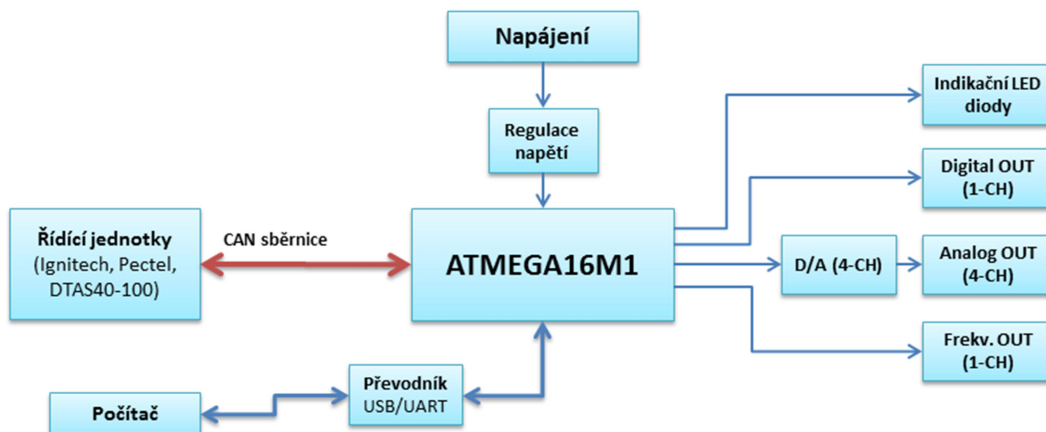 Napájení
Regulace
napětí
Indikační LED
diody
Digital OUT
(1-CH)
Řídící jednotky
(Ignitech, Pectel,
DTAS40-100)
CAN sběrnice
ATMEGA16M1
D/A (4-CH)
Analog OUT
(4-CH)
Frekv. OUT
(1-CH)
Převodník
USB/UART
Počítač